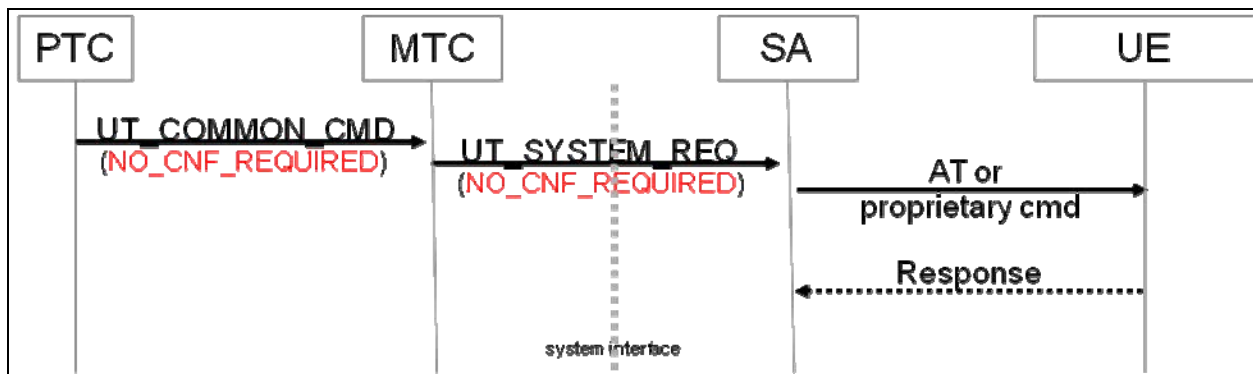 PTC MTC SA UE
UT_COMMON_CMD
(NO_CNF_REQUIRED)
UT_SYSTEM_REQ
(NO_CNF_REQUIRED)
AT or
proprietary cmd
Response
system interface